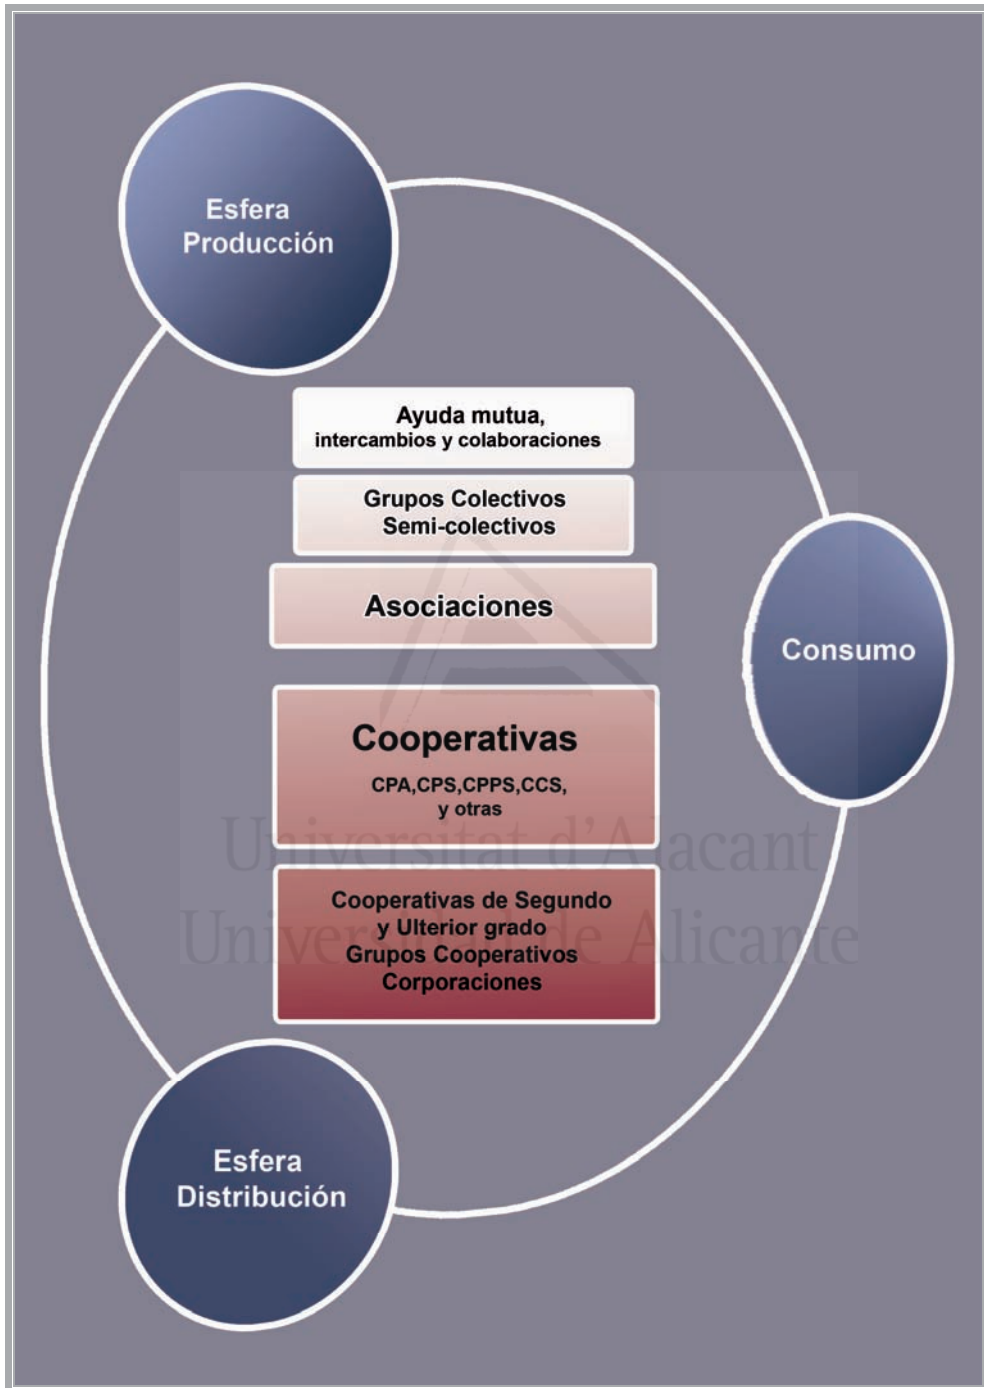 Esfera
Producción
Ayuda mutua,
intercambios y colaboraciones
Grupos Colectivos
Semi-colectivos
Asociaciones
Consumo
Cooperativas
CPA,CPS,CPPS,CCS,
y otras
Universitat d'Alacant
Universidad de Alicante
Cooperativas de Segundo
y Ulterior grado
Grupos Cooperativos
Corporaciones
Esfera
Distribución